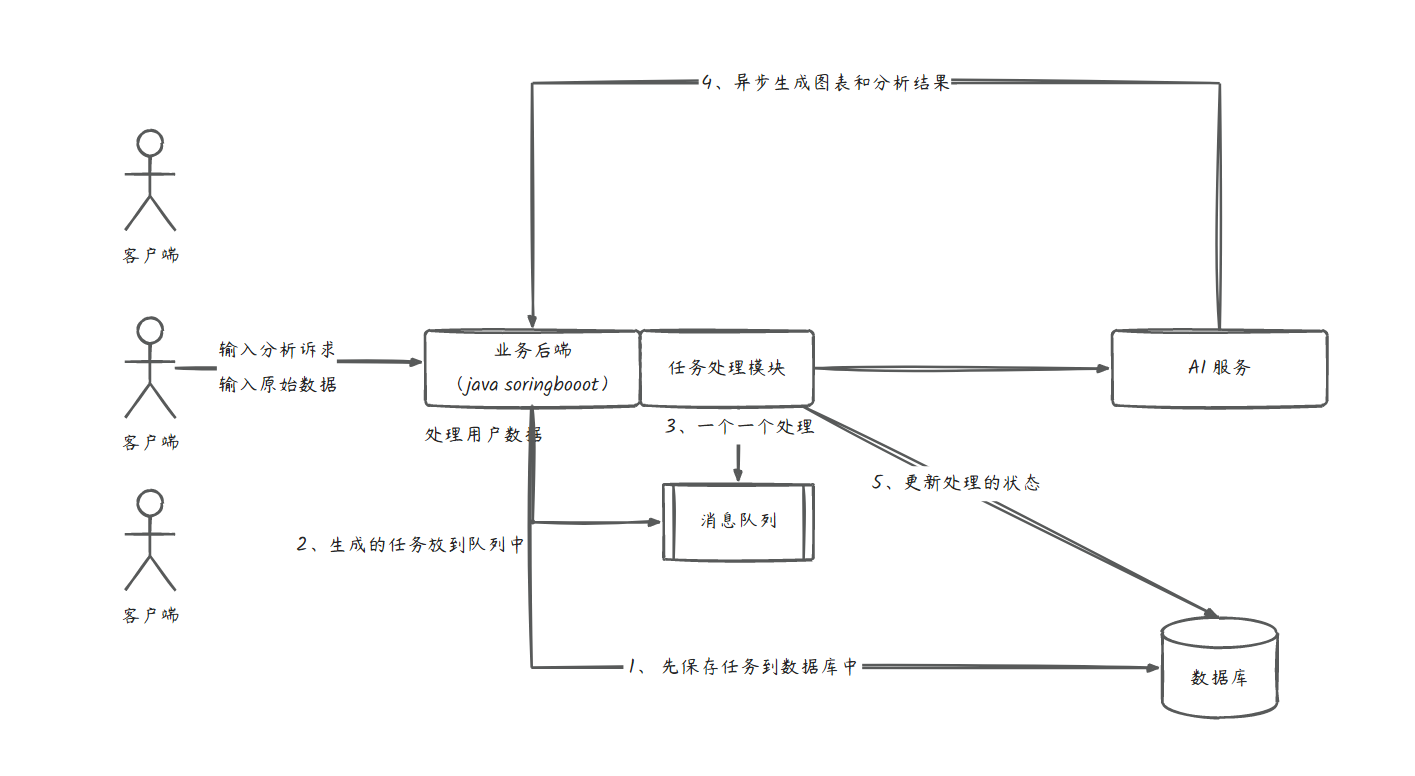 4、异步生成图表和分析结果
客户端
客户端
客户端
输入分析诉求
输入原始数据
业务后端
（java soringbooot）
任务处理模块
AI 服务
处理用户数据
3、一个一个处理
5、更新处理的状态
消息队列
2、生成的任务放到队列中
1、 先保存任务到数据库中
数据库